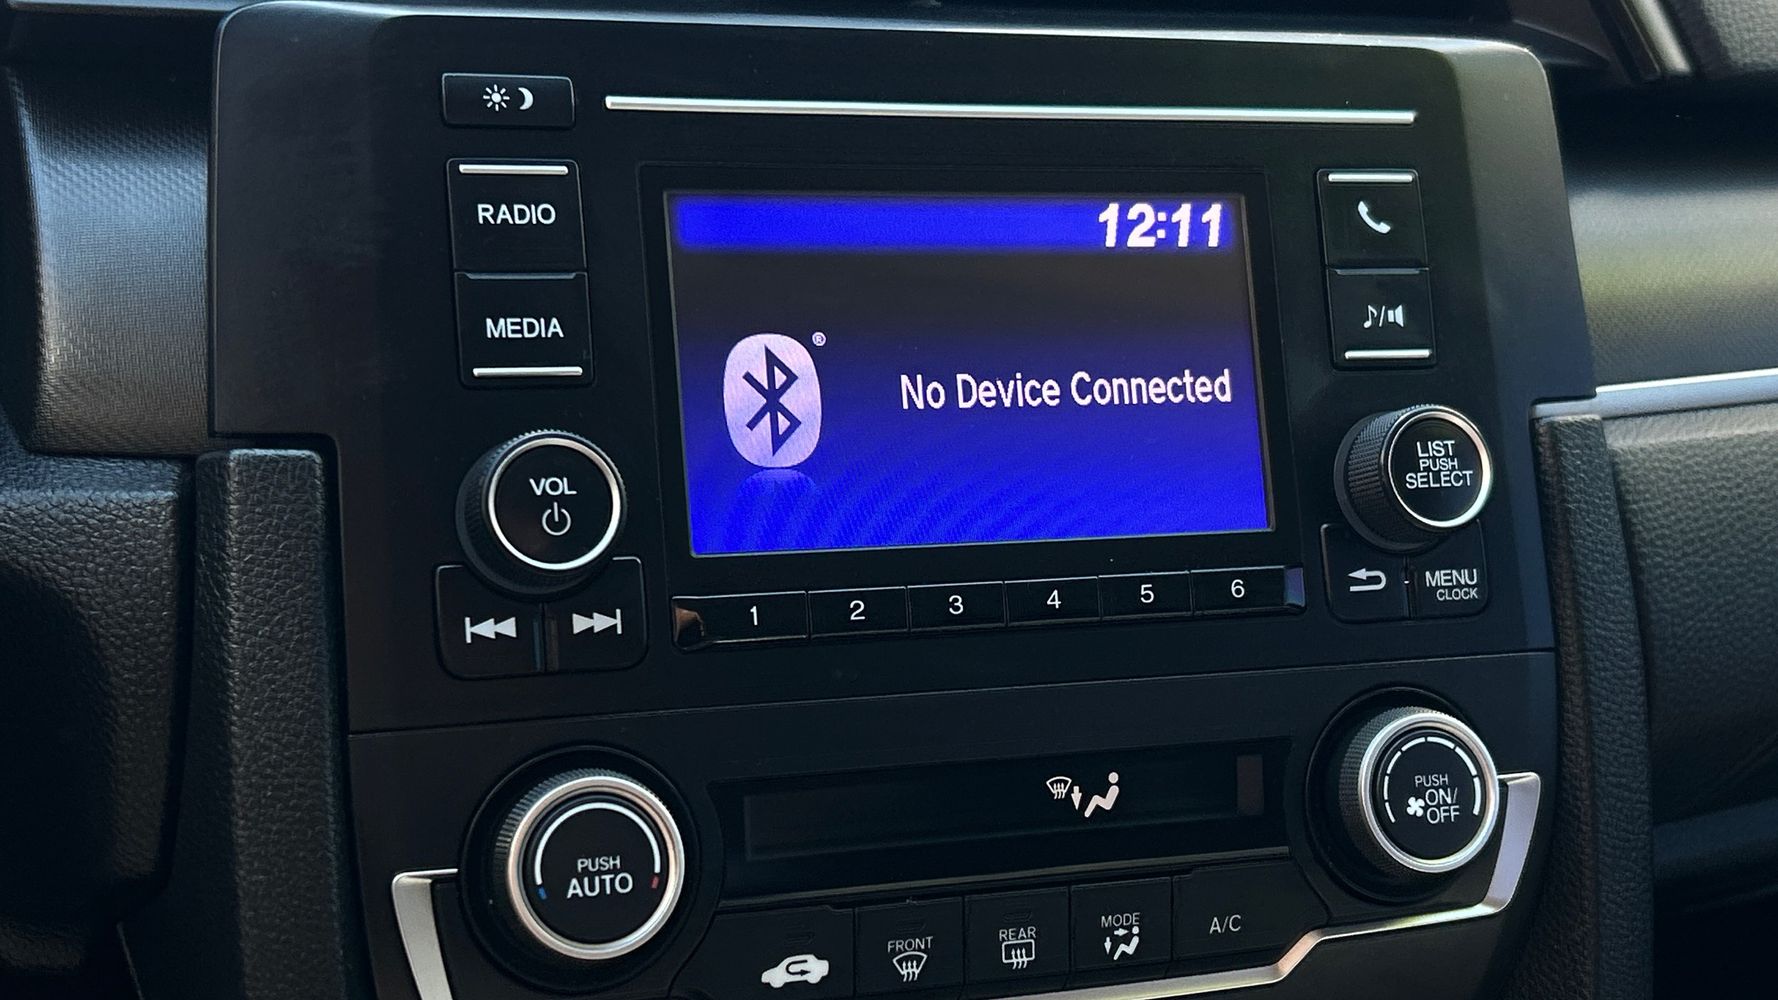 12:11
RADIO
MEDIA
®
No Device Connected
VOL
LIST
PUSH
SELECT
MENU
CLOCK
1 2 3 4 5 6
PUSH
AUTO
PUSH
ON/
OFF
FRONT
REAR
MODE
A/C